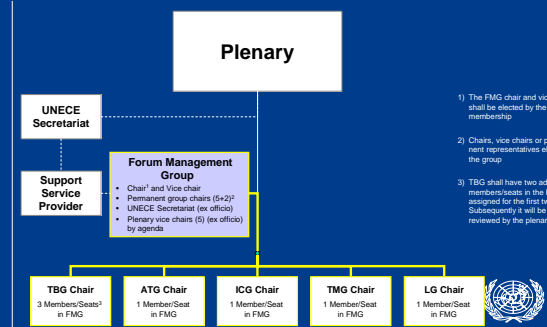 Plenary
UNECE
Secretariat
Support
Service
Provider
Forum Management
Group
• Chair¹ and Vice chair
• Permanent group chairs (5+2)²
• UNECE Secretariat (ex officio)
• Plenary vice chairs (5) (ex officio)
by agenda
1) The FMG chair and vic
shall be elected by the
membership
2) Chairs, vice chairs or p
nent representatives el
the group
3) TBG shall have two ad
members/seats in the
assigned for the first tw
Subsequently it will be
reviewed by the plenar
TBG Chair
3 Members/Seats³
in FMG
ATG Chair
1 Member/Seat
in FMG
ICG Chair
1 Member/Seat
in FMG
TMG Chair
1 Member/Seat
in FMG
LG Chair
1 Member/Seat
in FMG